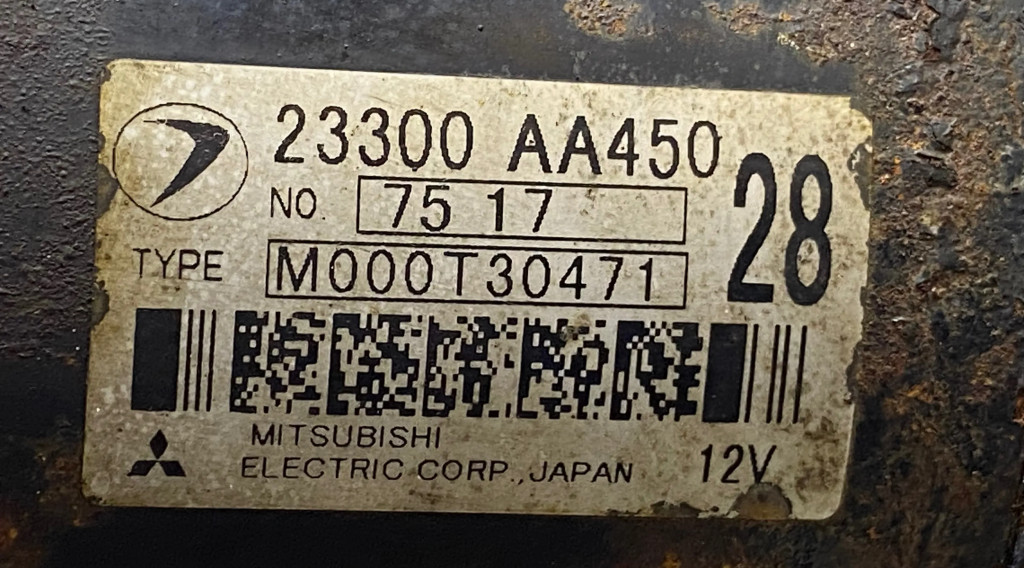 23300 AA450
28
NO. 75 17
TYPE M000T30471
MITSUBISHI
ELECTRIC CORP., JAPAN 12V